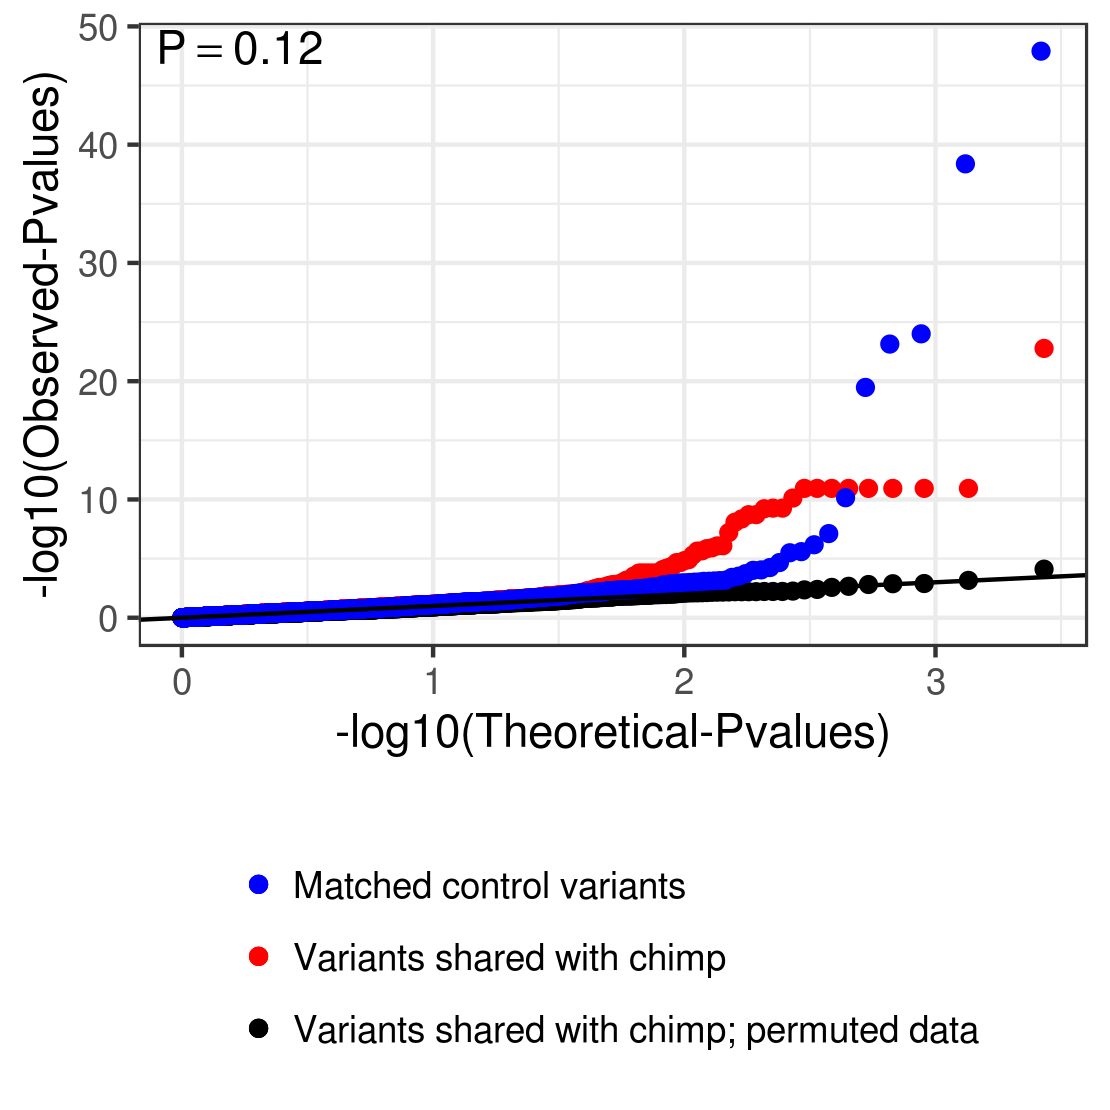 P = 0.12
50
40
30
20
10
0
-log10(Observed-Pvalues)
0 1 2 3
-log10(Theoretical-Pvalues)
Matched control variants
Variants shared with chimp
Variants shared with chimp; permuted data